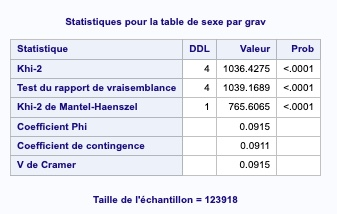 Statistiques pour la table de sexe par grav
Statistique DDL Valeur Prob
Khi-2 4 1036.4275 <.0001
Test du rapport de vraisemblance 4 1039.1689 <.0001
Khi-2 de Mantel-Haenszel 1 765.6065 <.0001
Coefficient Phi 0.0915
Coefficient de contingence 0.0911
V de Cramer 0.0915
Taille de l'échantillon = 123918